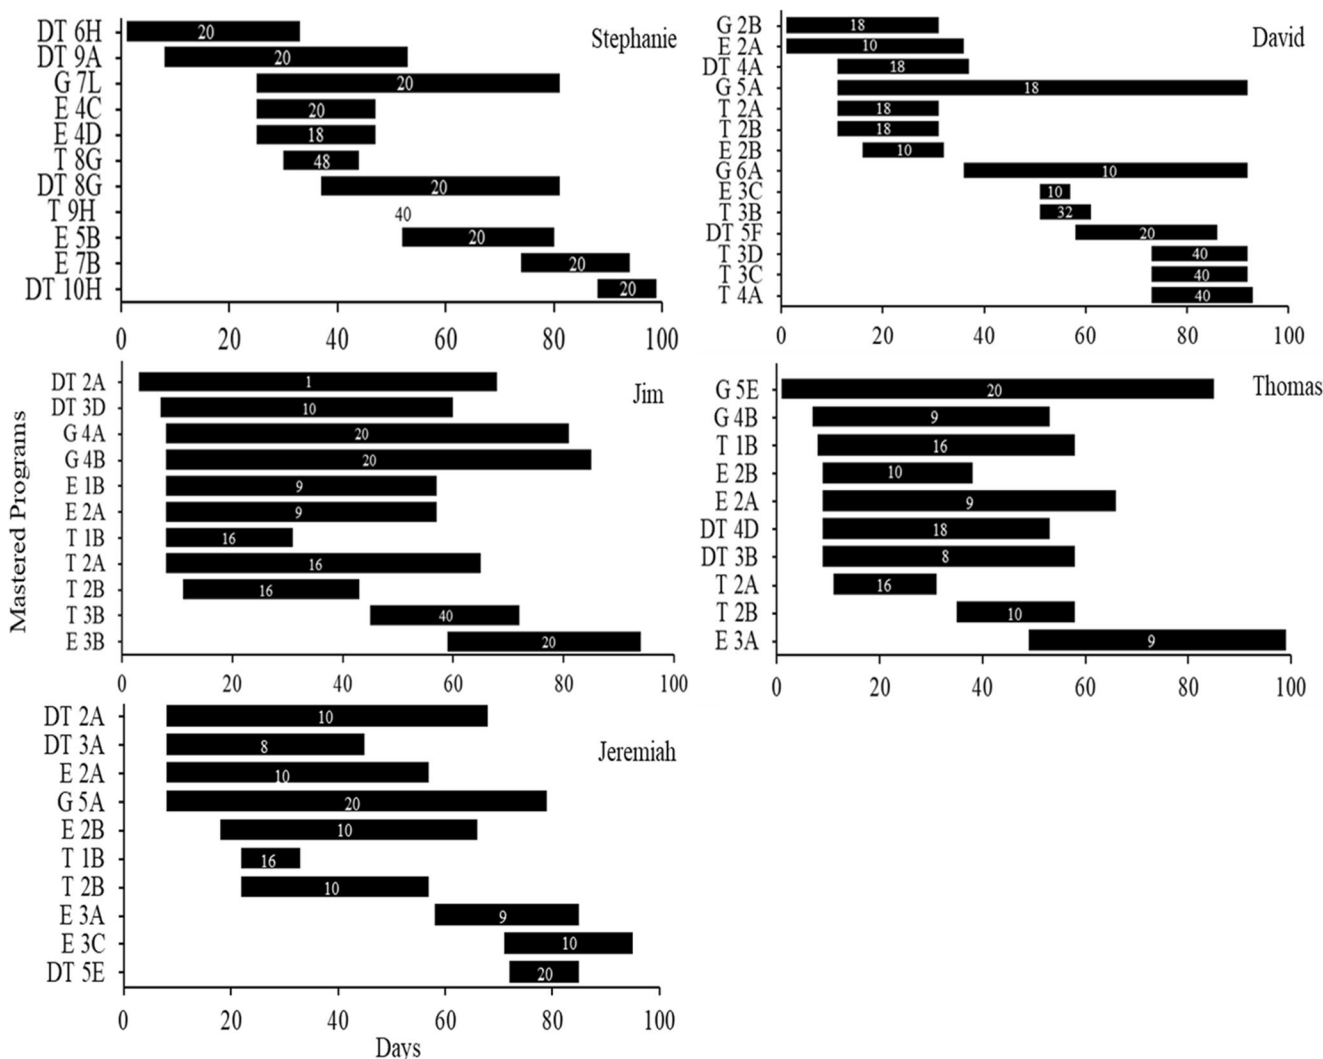 Stephanie
DT 6H 20
DT 9A 20
G 7L 20
E 4C 20
E 4D 18
T 8G 48
DT 8G 20
T 9H 40
E 5B 20
E 7B 20
DT 10H 20
0 20 40 60 80 100
David
G 2B 18
E 2A 10
DT 4A 18
G 5A 18
T 2A 18
T 2B 18
E 2B 10
G 6A 10
E 3C 10
T 3B 32
DT 5F 20
T 3D 40
T 3C 40
T 4A 40
0 20 40 60 80 100
Mastered Programs
Jim
DT 2A 1
DT 3D 10
G 4A 20
G 4B 20
E 1B 9
E 2A 9
T 1B 16
T 2A 16
T 2B 16
T 3B 40
E 3B 20
0 20 40 60 80 100
Thomas
G 5E 20
G 4B 9
T 1B 16
E 2B 10
E 2A 9
DT 4D 18
DT 3B 8
T 2A 16
T 2B 10
E 3A 9
0 20 40 60 80 100
Jeremiah
DT 2A 10
DT 3A 8
E 2A 10
G 5A 20
E 2B 10
T 1B 16
T 2B 10
E 3A 9
E 3C 10
DT 5E 20
0 20 40 60 80 100
Days